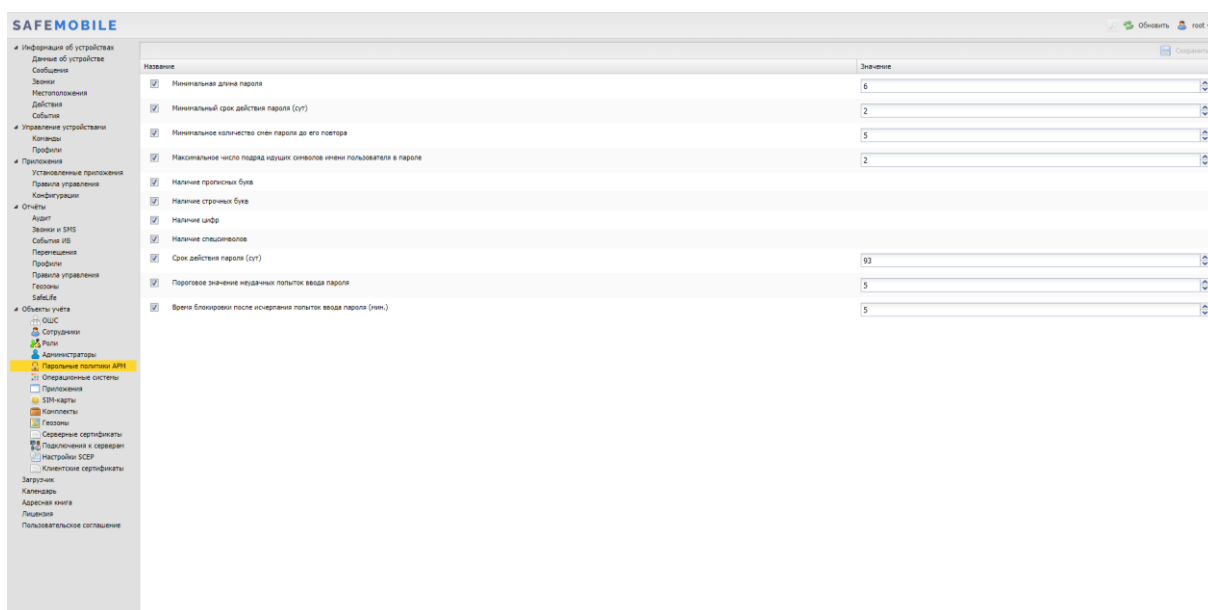 SAFEMOBILE
Обновить root
Информация об устройствах
Данные об устройстве
Сообщения
Звонки
Местоположения
Действия
События
Управление устройствами
Команды
Профили
Приложения
Установленные приложения
Правила управления
Конфигурации
Отчёты
Аудит
Звонки и SMS
События ИБ
Перемещения
Профили
Правила управления
Геозоны
SafeLife
Объекты учёта
ОШС
Сотрудники
Роли
Администраторы
Парольные политики АРМ
Операционные системы
Приложения
SIM-карты
Комплекты
Геозоны
Серверные сертификаты
Подключения к серверам
Настройки SCEP
Клиентские сертификаты
Загрузчик
Календарь
Адресная книга
Лицензия
Пользовательское соглашение
Сохранить
Название Значение
Минимальная длина пароля 6
Минимальный срок действия пароля (сут) 2
Минимальное количество смен пароля до его повтора 5
Максимальное число подряд идущих символов имени пользователя в пароле 2
Наличие прописных букв
Наличие строчных букв
Наличие цифр
Наличие спецсимволов
Срок действия пароля (сут) 93
Пороговое значение неудачных попыток ввода пароля 5
Время блокировки после исчерпания попыток ввода пароля (мин.) 5